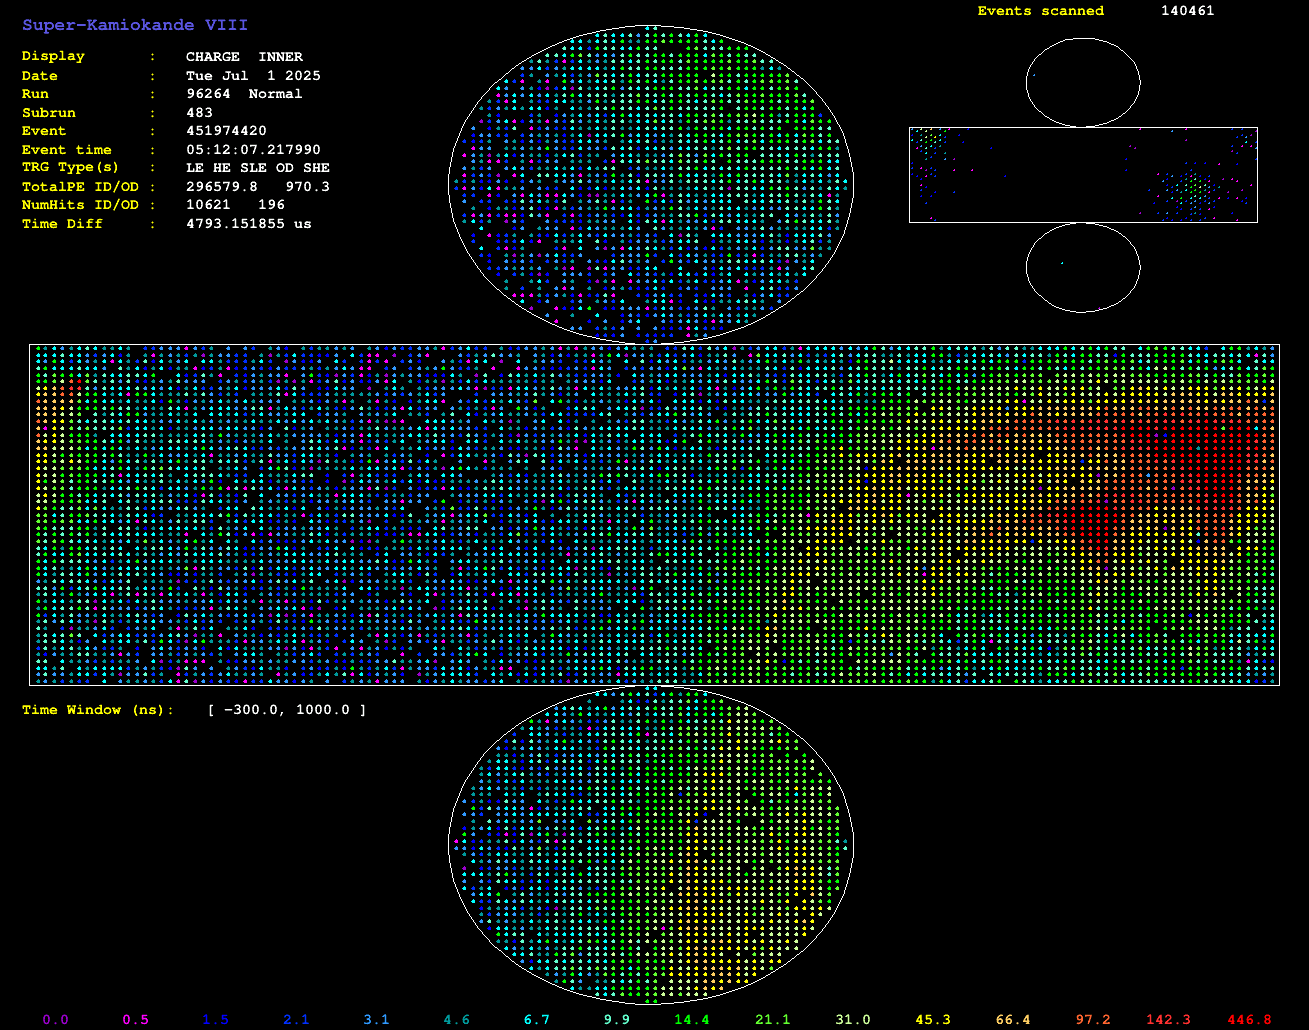 Super-Kamiokande VIII
Events scanned 140461
Display : CHARGE INNER
Date : Tue Jul 1 2025
Run : 96264 Normal
Subrun : 483
Event : 451974420
Event time : 05:12:07.217990
TRG Type(s) : LE HE SLE OD SHE
TotalPE ID/OD : 296579.8 970.3
NumHits ID/OD : 10621 196
Time Diff : 4793.151855 us
Time Window (ns): [ -300.0, 1000.0 ]
0.0 0.5 1.5 2.1 3.1 4.6 6.7 9.9 14.4 21.1 31.0 45.3 66.4 97.2 142.3 446.8